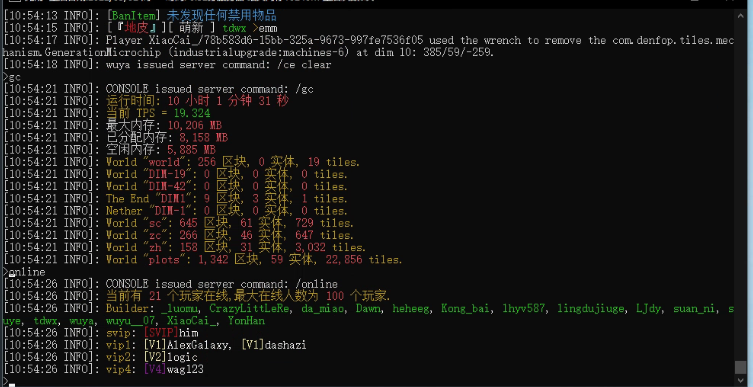 [10:54:13 INFO]: [BanItem] 未发现任何禁用物品
[10:54:15 INFO]: [『地皮』][ 萌新 ] tdwx >emm
[10:54:17 INFO]: Player XiaoCai_/78b583d6-15bb-325a-9673-997fe7536f05 used the wrench to remove the com.denfop.tiles.mec
hanism.GenerationMicrochip (industrialupgrade:machines-6) at dim 10: 385/59/-259.
[10:54:18 INFO]: wuya issued server command: /ce clear
>gc
[10:54:21 INFO]: CONSOLE issued server command: /gc
[10:54:21 INFO]: 运行时间: 10 小时 1 分钟 31 秒
[10:54:21 INFO]: 当前 TPS = 19.324
[10:54:21 INFO]: 最大内存: 10,206 MB
[10:54:21 INFO]: 已分配内存: 8,158 MB
[10:54:21 INFO]: 空闲内存: 5,885 MB
[10:54:21 INFO]: World "world": 256 区块, 0 实体, 19 tiles.
[10:54:21 INFO]: World "DIM-19": 0 区块, 0 实体, 0 tiles.
[10:54:21 INFO]: World "DIM-42": 0 区块, 0 实体, 0 tiles.
[10:54:21 INFO]: The End "DIM1": 9 区块, 3 实体, 1 tiles.
[10:54:21 INFO]: Nether "DIM-1": 0 区块, 0 实体, 0 tiles.
[10:54:21 INFO]: World "sc": 645 区块, 61 实体, 729 tiles.
[10:54:21 INFO]: World "zc": 266 区块, 46 实体, 647 tiles.
[10:54:21 INFO]: World "zh": 158 区块, 31 实体, 3,032 tiles.
[10:54:21 INFO]: World "plots": 1,342 区块, 59 实体, 22,856 tiles.
>online
[10:54:26 INFO]: CONSOLE issued server command: /online
[10:54:26 INFO]: 当前有 21 个玩家在线,最大在线人数为 100 个玩家.
[10:54:26 INFO]: Builder: _luomu, CrazyLittLeRe, da_miao, Dawn, heheeg, Kong_bai, lhyv587, lingdujiuge, LJdy, suan_ni, s
uye, tdwx, wuya, wuyu__07, XiaoCai_, YonHan
[10:54:26 INFO]: svip: [SVIP]him
[10:54:26 INFO]: vip1: [V1]AlexGalaxy, [V1]dashazi
[10:54:26 INFO]: vip2: [V2]logic
[10:54:26 INFO]: vip4: [V4]wag123
>